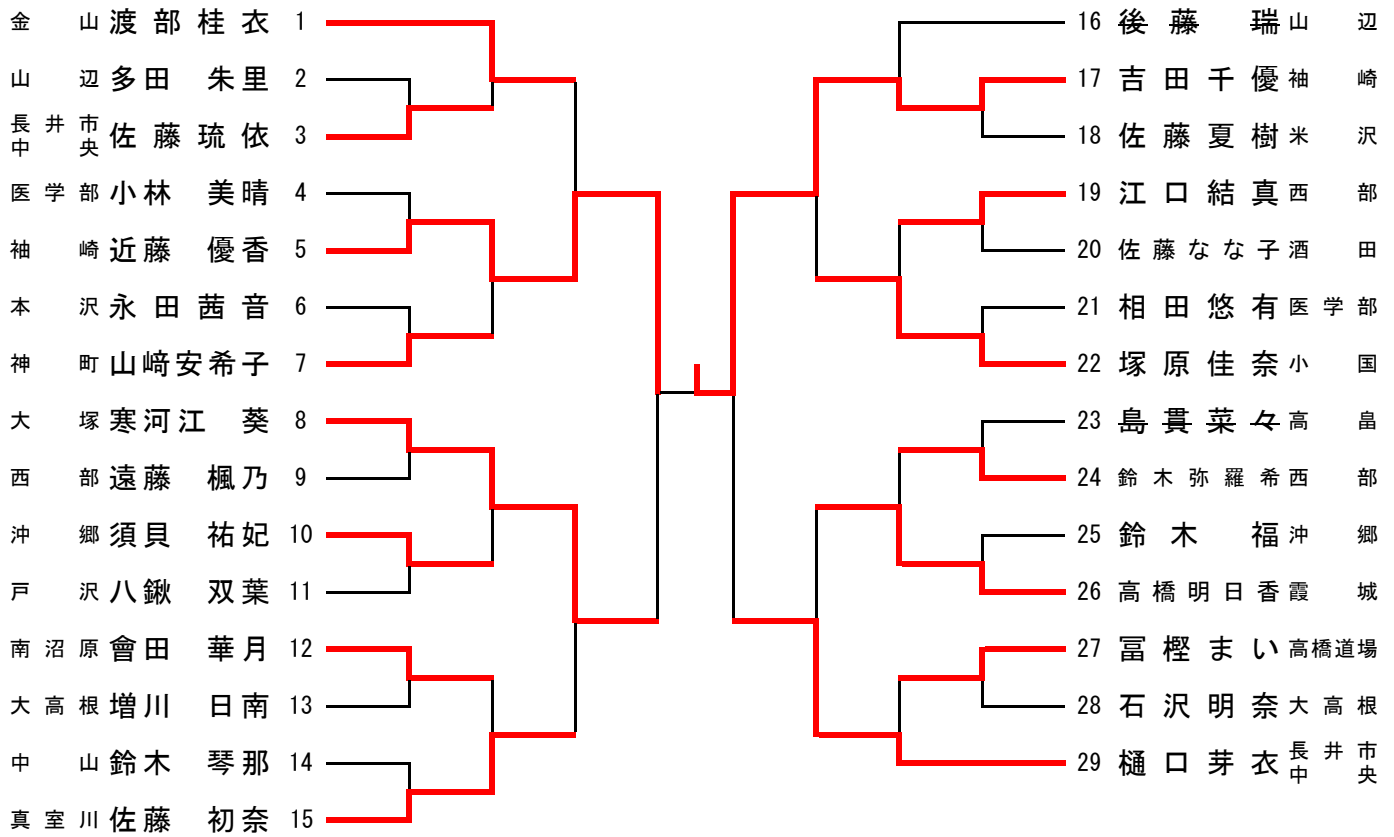 金山 渡部桂衣 1
山辺 多田 朱里 2
長井市中央 佐藤琉依 3
医学部 小林 美晴 4
袖崎 近藤 優香 5
本沢 永田茜音 6
神町 山﨑安希子 7
大塚 寒河江 葵 8
西部 遠藤 楓乃 9
沖郷 須貝 祐妃 10
戸沢 八鍬 双葉 11
南沼原 會田 華月 12
大高根 増川 日南 13
中山 鈴木 琴那 14
真室川 佐藤 初奈 15
16 後藤 瑞 山辺
17 吉田千優 袖崎
18 佐藤夏樹 米沢
19 江口結真 西部
20 佐藤なな子 酒田
21 相田悠有 医学部
22 塚原佳奈 小国
23 島貫菜々 高畠
24 鈴木弥羅希 西部
25 鈴木 福 沖郷
26 高橋明日香 霞城
27 冨樫まい 高橋道場
28 石沢明奈 大高根
29 樋口芽衣 長井市中央